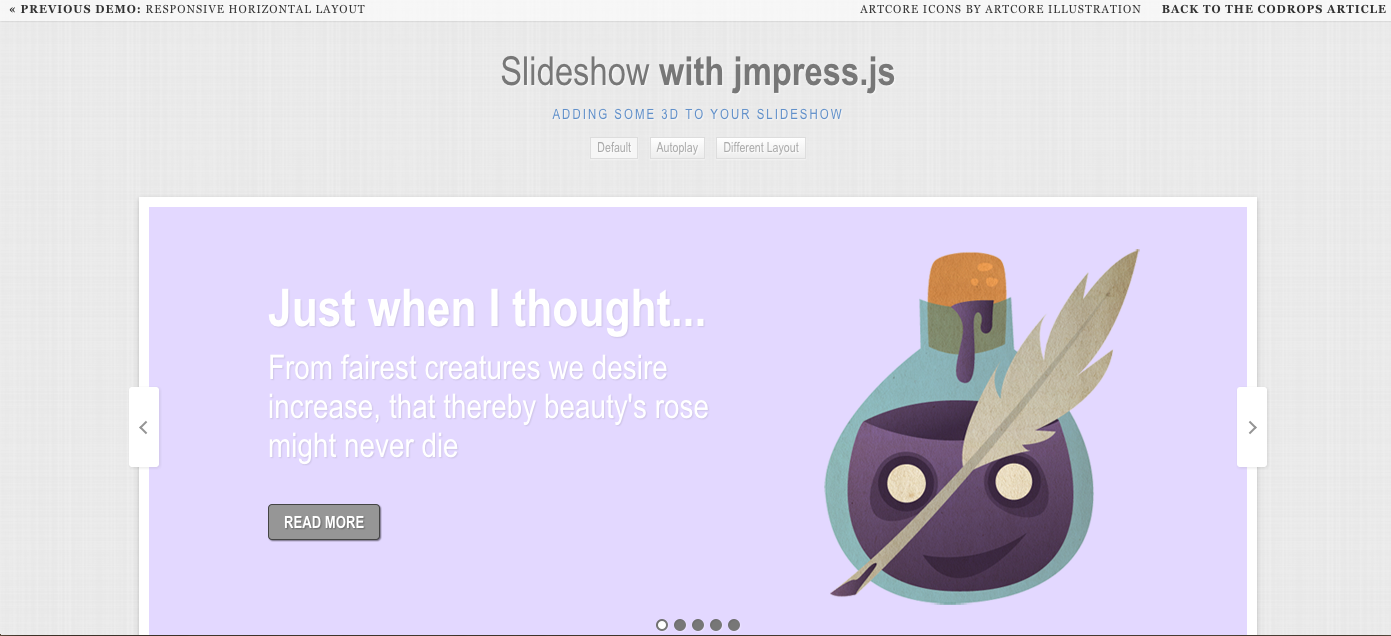 « PREVIOUS DEMO: RESPONSIVE HORIZONTAL LAYOUT
ARTCORE ICONS BY ARTCORE ILLUSTRATION
BACK TO THE CODROPS ARTICLE
Slideshow with jmpress.js
ADDING SOME 3D TO YOUR SLIDESHOW
Default
Autoplay
Different Layout
Just when I thought...
From fairest creatures we desire
increase, that thereby beauty's rose
might never die
READ MORE